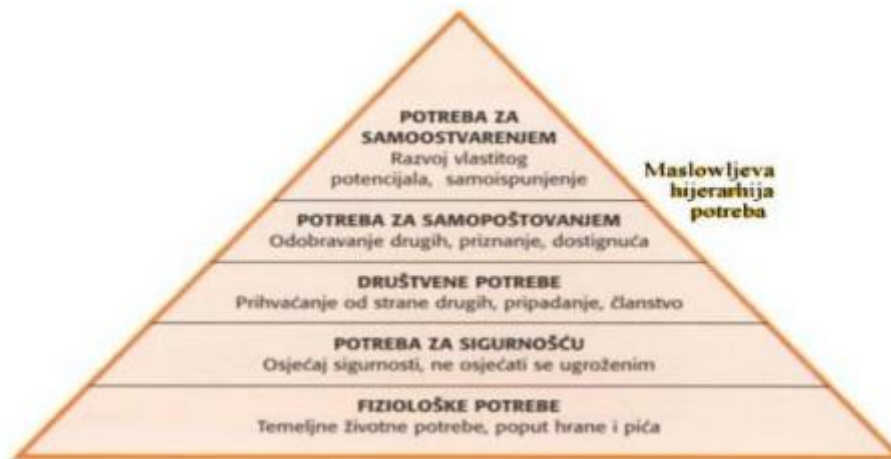 POTREBA ZA
SAMOOSTVARENJEM
Razvoj vlastitog
potencijala, samoispunjenje
Maslowljeva
hijerarhija
potreba
POTREBA ZA SAMOPOŠTOVANJEM
Odobravanje drugih, priznanje, dostignuća
DRUŠTVENE POTREBE
Prihvaćanje od strane drugih, pripadanje, članstvo
POTREBA ZA SIGURNOŠĆU
Osjećaj sigurnosti, ne osjećati se ugroženim
FIZIOLOŠKE POTREBE
Temeljne životne potrebe, poput hrane i pića